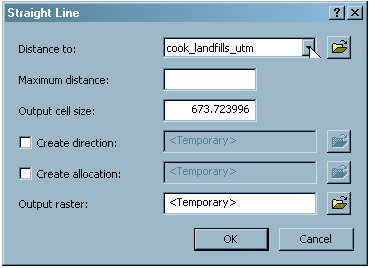 Straight Line
Distance to: cook_landfills_utm
Maximum distance:
Output cell size: 673.723996
Create direction: <Temporary>
Create allocation: <Temporary>
Output raster: <Temporary>
OK Cancel